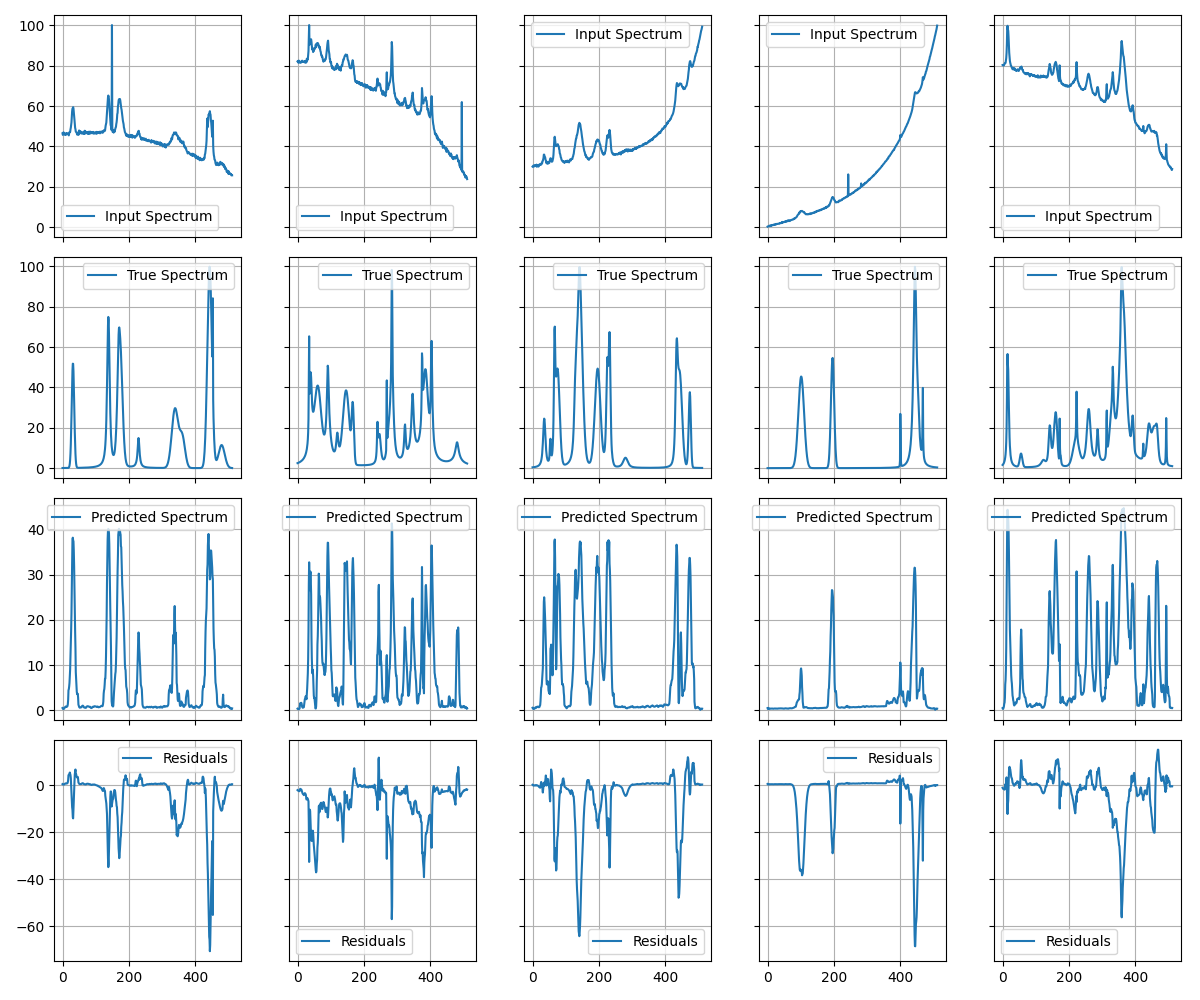 100
80
60
40
20
0
Input Spectrum
Input Spectrum
Input Spectrum
Input Spectrum
Input Spectrum
100
80
60
40
20
0
True Spectrum
True Spectrum
True Spectrum
True Spectrum
True Spectrum
40
30
20
10
0
Predicted Spectrum
Predicted Spectrum
Predicted Spectrum
Predicted Spectrum
Predicted Spectrum
0
−20
−40
−60
Residuals
Residuals
Residuals
Residuals
Residuals
0 200 400
0 200 400
0 200 400
0 200 400
0 200 400